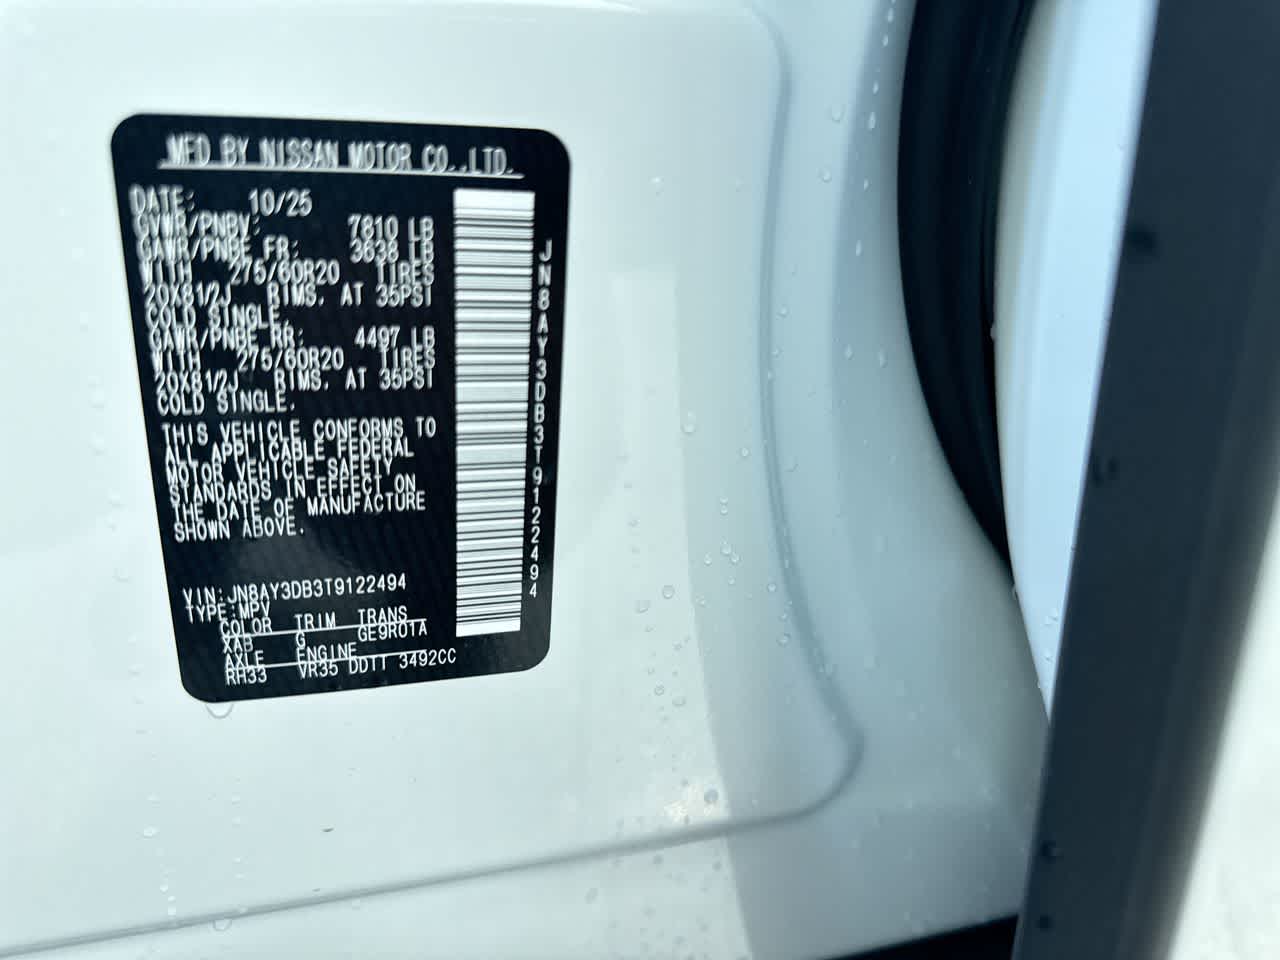 MFD BY NISSAN MOTOR CO.,LTD.
DATE: 10/25
GVWR/PNBV: 7810 LB
GAWR/PNBE FR: 3638 LB
WITH 275/60R20 TIRES
20X81/2J RIMS, AT 35PSI
COLD SINGLE.
GAWR/PNBE RR: 4497 LB
WITH 275/60R20 TIRES
20X81/2J RIMS, AT 35PSI
COLD SINGLE.
THIS VEHICLE CONFORMS TO
ALL APPLICABLE FEDERAL
MOTOR VEHICLE SAFETY
STANDARDS IN EFFECT ON
THE DATE OF MANUFACTURE
SHOWN ABOVE.
VIN:JN8AY3DB3T9122494
TYPE:MPV
COLOR TRIM TRANS
XAB G GE9R01A
AXLE ENGINE
RH33 VR35 DDTT 3492CC
JN8AY3DB3T9122494